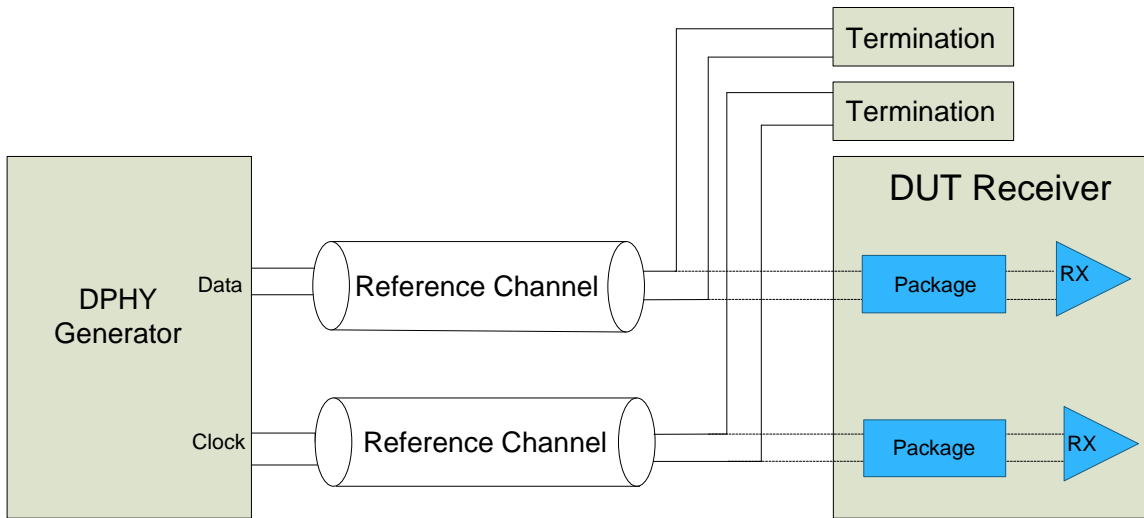 Termination
Termination
DUT Receiver
Data
Reference Channel
Package
RX
DPHY
Generator
Clock
Reference Channel
Package
RX